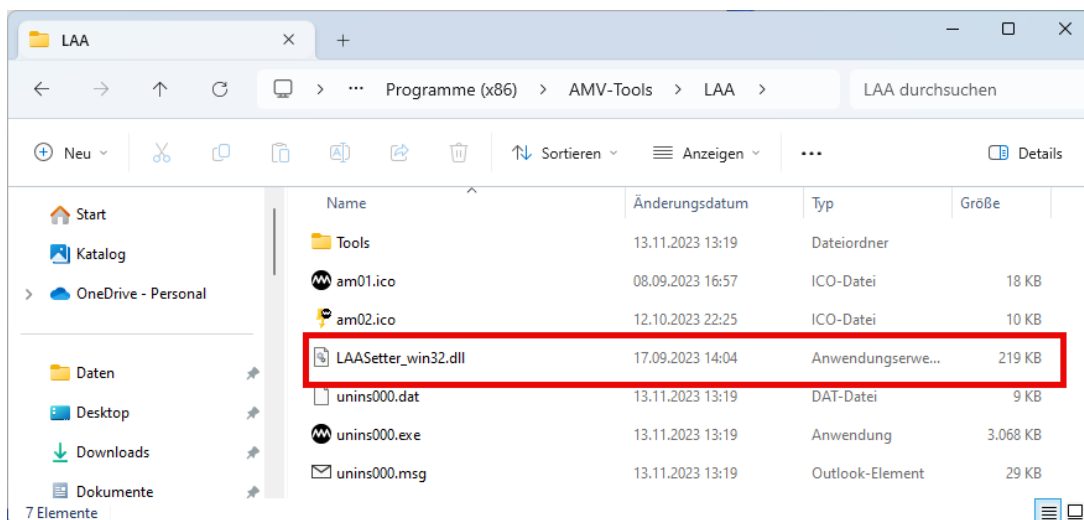 LAA
Programme (x86) > AMV-Tools > LAA >
LAA durchsuchen
Neu
Sortieren
Anzeigen
Details
Start
Katalog
OneDrive - Personal
Daten
Desktop
Downloads
Dokumente
Name Änderungsdatum Typ Größe
Tools 13.11.2023 13:19 Dateiordner
am01.ico 08.09.2023 16:57 ICO-Datei 18 KB
am02.ico 12.10.2023 22:25 ICO-Datei 10 KB
LAASetter_win32.dll 17.09.2023 14:04 Anwendungserwe... 219 KB
unins000.dat 13.11.2023 13:19 DAT-Datei 9 KB
unins000.exe 13.11.2023 13:19 Anwendung 3.068 KB
unins000.msg 13.11.2023 13:19 Outlook-Element 29 KB
7 Elemente